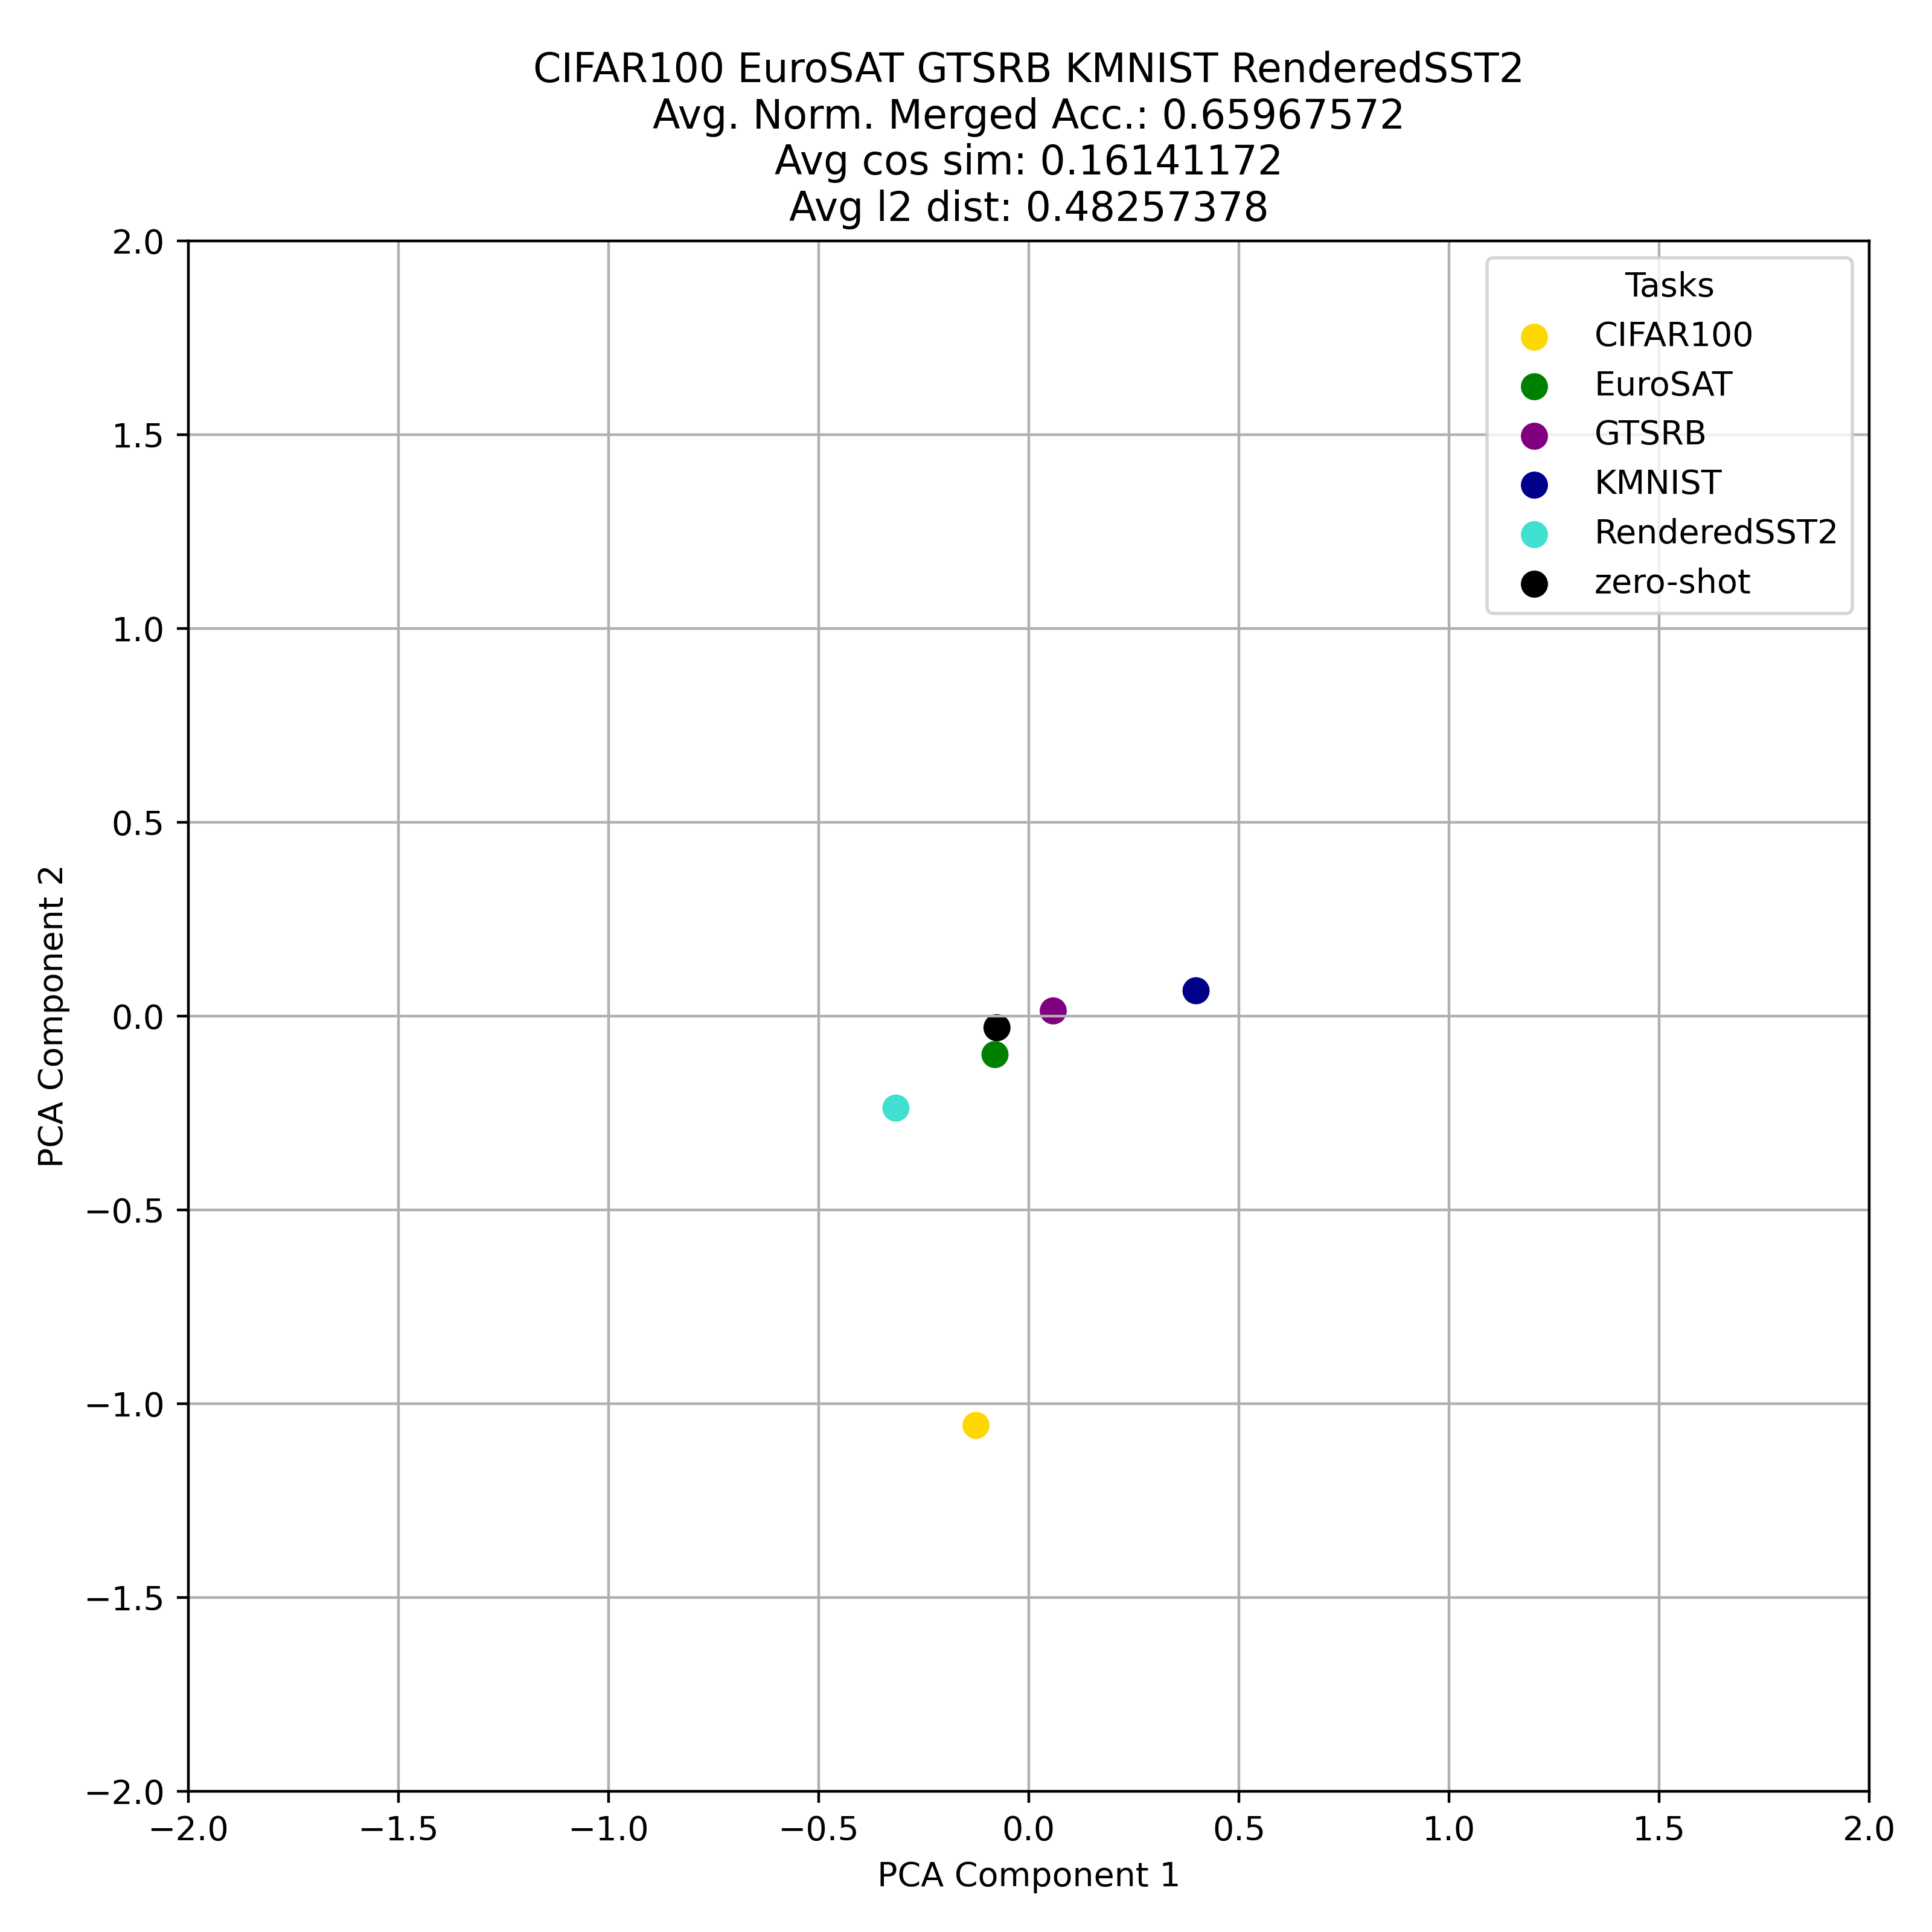 CIFAR100 EuroSAT GTSRB KMNIST RenderedSST2
Avg. Norm. Merged Acc.: 0.65967572
Avg cos sim: 0.16141172
Avg l2 dist: 0.48257378
Tasks
CIFAR100
EuroSAT
GTSRB
KMNIST
RenderedSST2
zero-shot
PCA Component 2
2.0
1.5
1.0
0.5
0.0
−0.5
−1.0
−1.5
−2.0
−2.0 −1.5 −1.0 −0.5 0.0 0.5 1.0 1.5 2.0
PCA Component 1